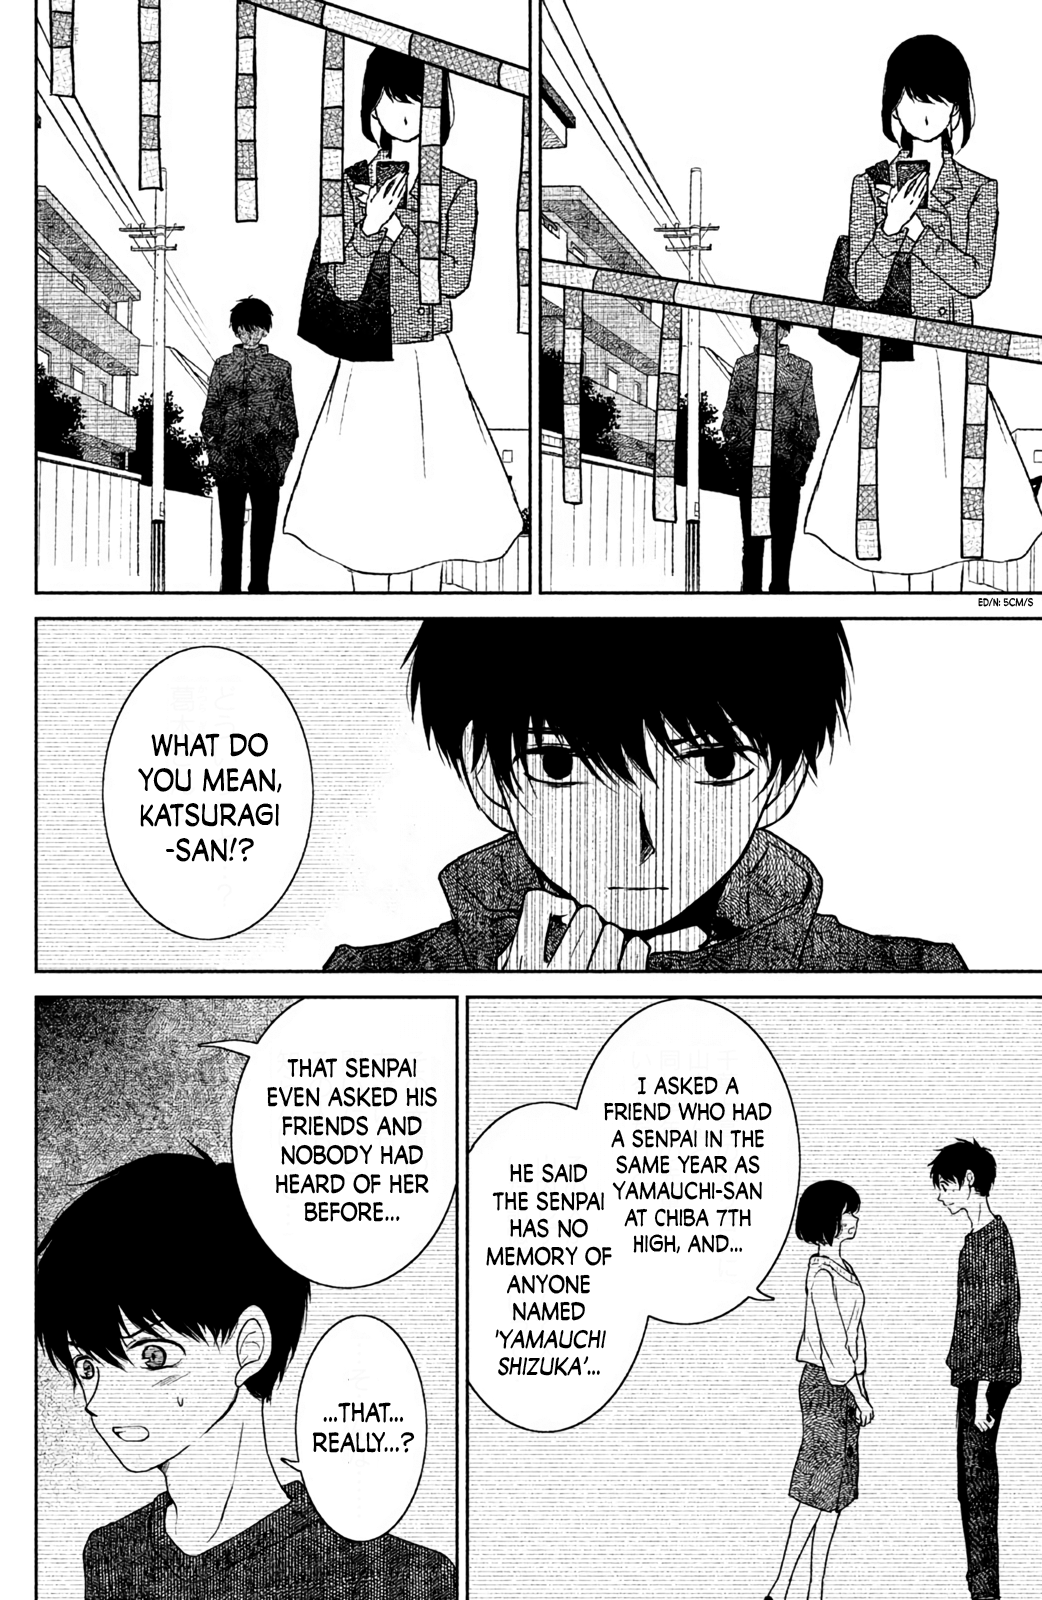 ED/N: 5CM/S
WHAT DO
YOU MEAN,
KATSURAGI
-SAN!?
I ASKED A
FRIEND WHO HAD
A SENPAI IN THE
SAME YEAR AS
YAMAUCHI-SAN
AT CHIBA 7TH
HIGH, AND...
HE SAID
THE SENPAI
HAS NO
MEMORY OF
ANYONE
NAMED
'YAMAUCHI
SHIZUKA'...
THAT SENPAI
EVEN ASKED HIS
FRIENDS AND
NOBODY HAD
HEARD OF HER
BEFORE...
...THAT...
REALLY...?